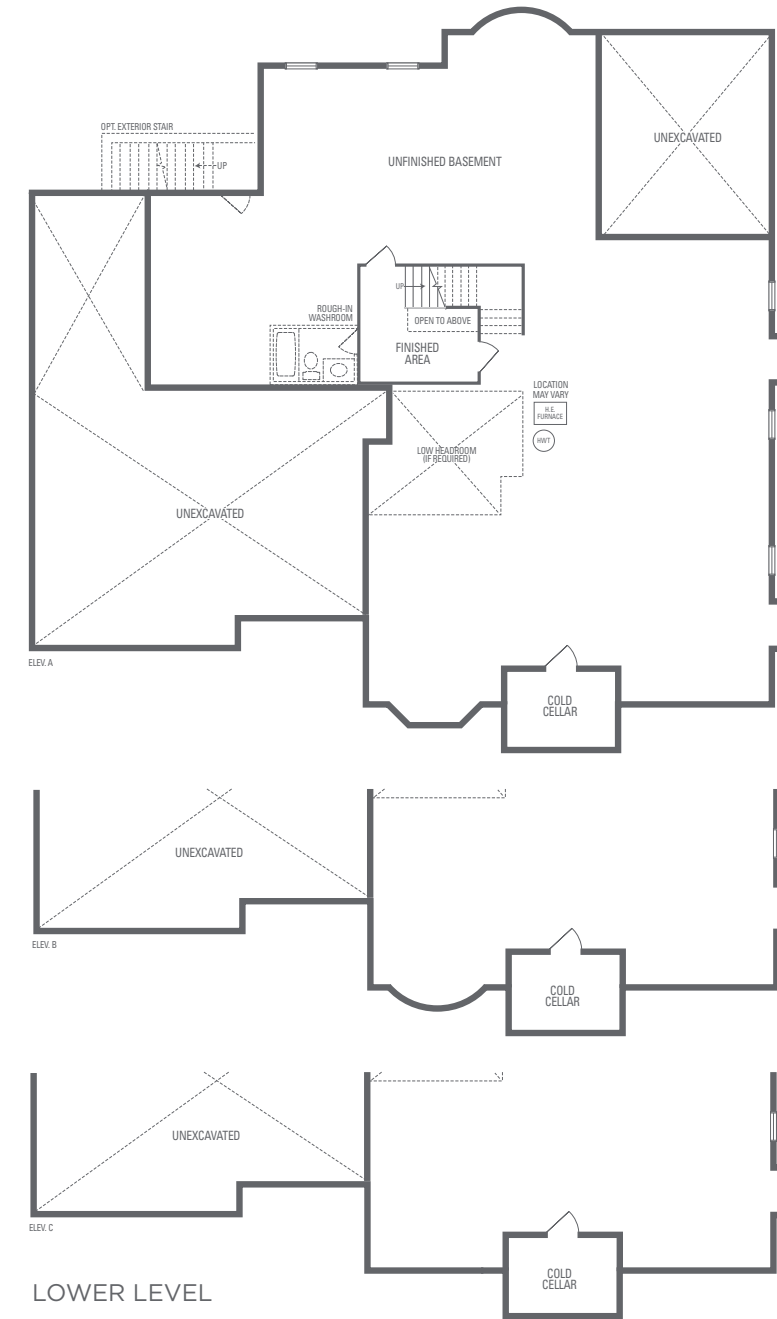 OPT. EXTERIOR STAIR
UP
UNFINISHED BASEMENT
UNEXCAVATED
UP
OPEN TO ABOVE
ROUGH-IN
WASHROOM
FINISHED
AREA
LOCATION
MAY VARY
H.E.
FURNACE
HWT
LOW HEADROOM
(IF REQUIRED)
UNEXCAVATED
ELEV. A
COLD
CELLAR
UNEXCAVATED
ELEV. B
COLD
CELLAR
UNEXCAVATED
ELEV. C
COLD
CELLAR
LOWER LEVEL